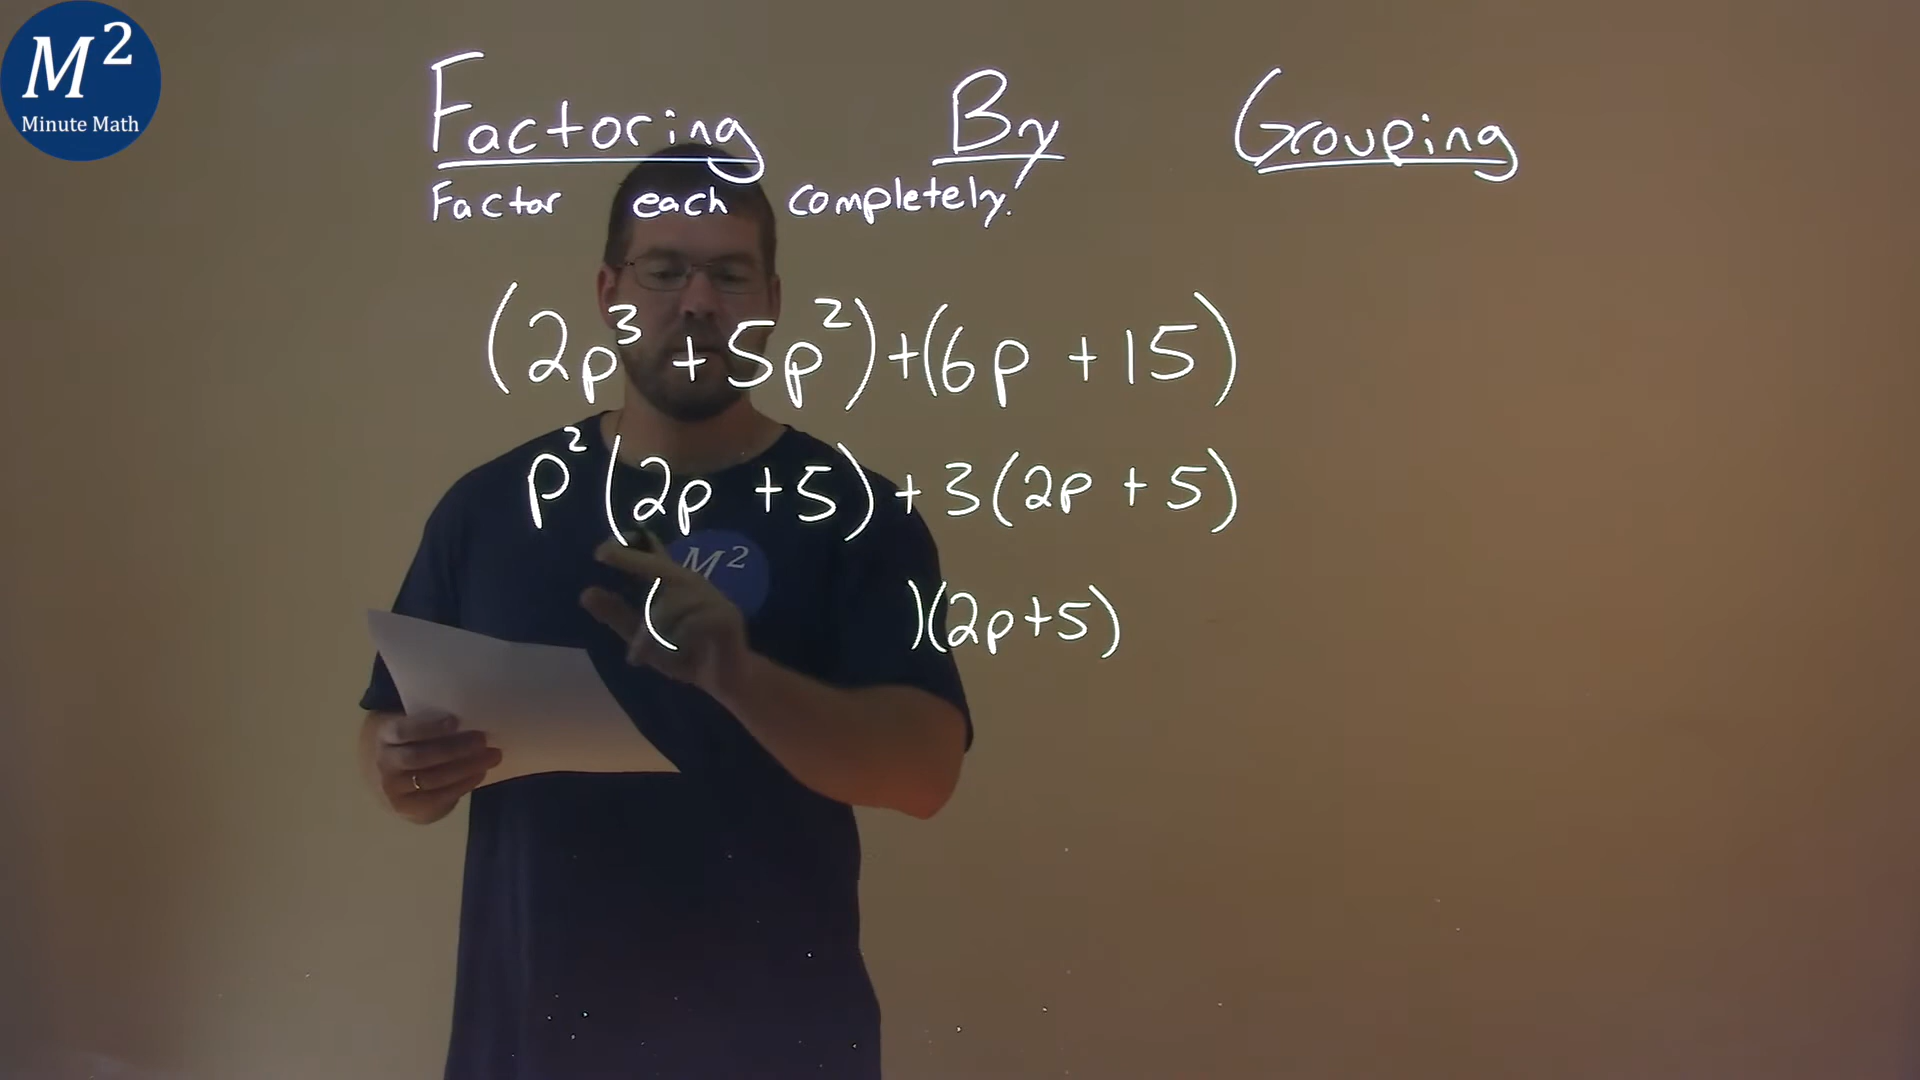 M²
Minute Math
Factoring By Grouping
Factor each completely.
(2p³ + 5p²) + (6p + 15)
p² (2p + 5) + 3 (2p + 5)
M²
( )(2p+5)